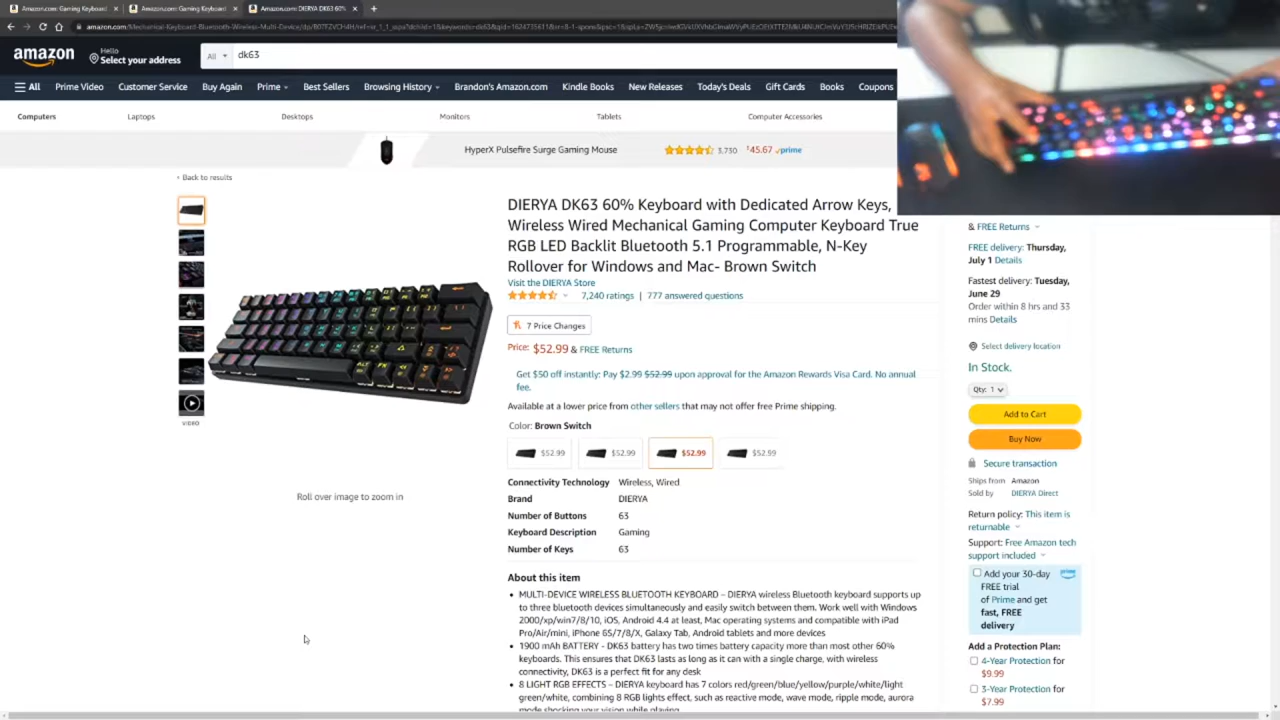 Amazon.com: Gaming Keyboard
Amazon.com: Gaming Keyboard
Amazon.com: DIERYA DK63 60%
amazon
Hello
Select your address
All
dk63
All
Prime Video
Customer Service
Buy Again
Prime
Best Sellers
Browsing History
Brandon's Amazon.com
Kindle Books
New Releases
Today's Deals
Gift Cards
Books
Coupons
Computers
Laptops
Desktops
Monitors
Tablets
Computer Accessories
HyperX Pulsefire Surge Gaming Mouse
3,730
$45.67 prime
‹ Back to results
VIDEO
Roll over image to zoom in
DIERYA DK63 60% Keyboard with Dedicated Arrow Keys,
Wireless Wired Mechanical Gaming Computer Keyboard True
RGB LED Backlit Bluetooth 5.1 Programmable, N-Key
Rollover for Windows and Mac- Brown Switch
Visit the DIERYA Store
7,240 ratings | 777 answered questions
7 Price Changes
Price: $52.99 & FREE Returns
Get $50 off instantly: Pay $2.99 $52.99 upon approval for the Amazon Rewards Visa Card. No annual
fee.
Available at a lower price from other sellers that may not offer free Prime shipping.
Color: Brown Switch
$52.99
$52.99
$52.99
$52.99
Connectivity Technology Wireless, Wired
Brand DIERYA
Number of Buttons 63
Keyboard Description Gaming
Number of Keys 63
About this item
• MULTI-DEVICE WIRELESS BLUETOOTH KEYBOARD – DIERYA wireless Bluetooth keyboard supports up
to three bluetooth devices simultaneously and easily switch between them. Work well with Windows
2000/xp/win7/8/10, iOS, Android 4.4 at least, Mac operating systems and compatible with iPad
Pro/Air/mini, iPhone 6S/7/8/X, Galaxy Tab, Android tablets and more devices
• 1900 mAh BATTERY - DK63 battery has two times battery capacity more than most other 60%
keyboards. This ensures that DK63 lasts as long as it can with a single charge, with wireless
connectivity, DK63 is a perfect fit for any desk
• 8 LIGHT RGB EFFECTS – DIERYA keyboard has 7 colors red/green/blue/yellow/purple/white/light
green/white, combining 8 RGB lights effect, such as reactive mode, wave mode, ripple mode, aurora
mode shocking your vision while playing.
& FREE Returns
FREE delivery: Thursday,
July 1 Details
Fastest delivery: Tuesday,
June 29
Order within 8 hrs and 33
mins Details
Select delivery location
In Stock.
Qty: 1
Add to Cart
Buy Now
Secure transaction
Ships from Amazon
Sold by DIERYA Direct
Return policy: This item is
returnable
Support: Free Amazon tech
support included
Add your 30-day
FREE trial
of Prime and get
fast, FREE
delivery
prime
Add a Protection Plan:
4-Year Protection for
$9.99
3-Year Protection for
$7.99